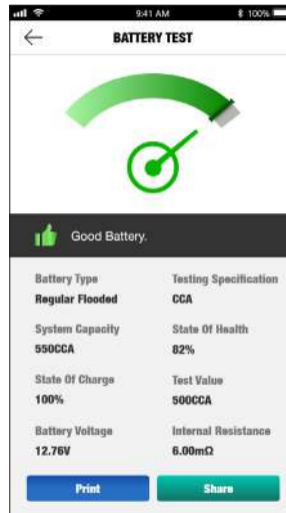 9:41 AM 100%
BATTERY TEST
Good Battery.
Battery Type Testing Specification
Regular Flooded CCA
System Capacity State Of Health
550CCA 82%
State Of Charge Test Value
100% 500CCA
Battery Voltage Internal Resistance
12.76V 6.00mΩ
Print Share